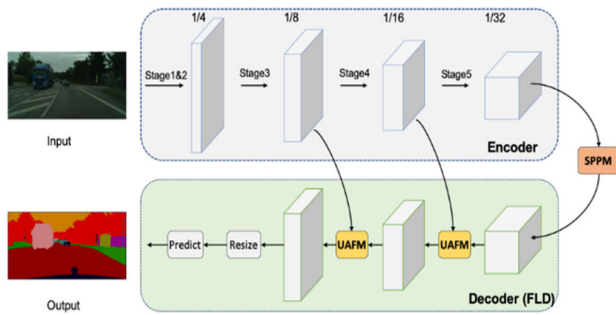 1/4
1/8
1/16
1/32
Stage1&2
Stage3
Stage4
Stage5
Input
Encoder
SPPM
Predict
Resize
UAFM
UAFM
Output
Decoder (FLD)